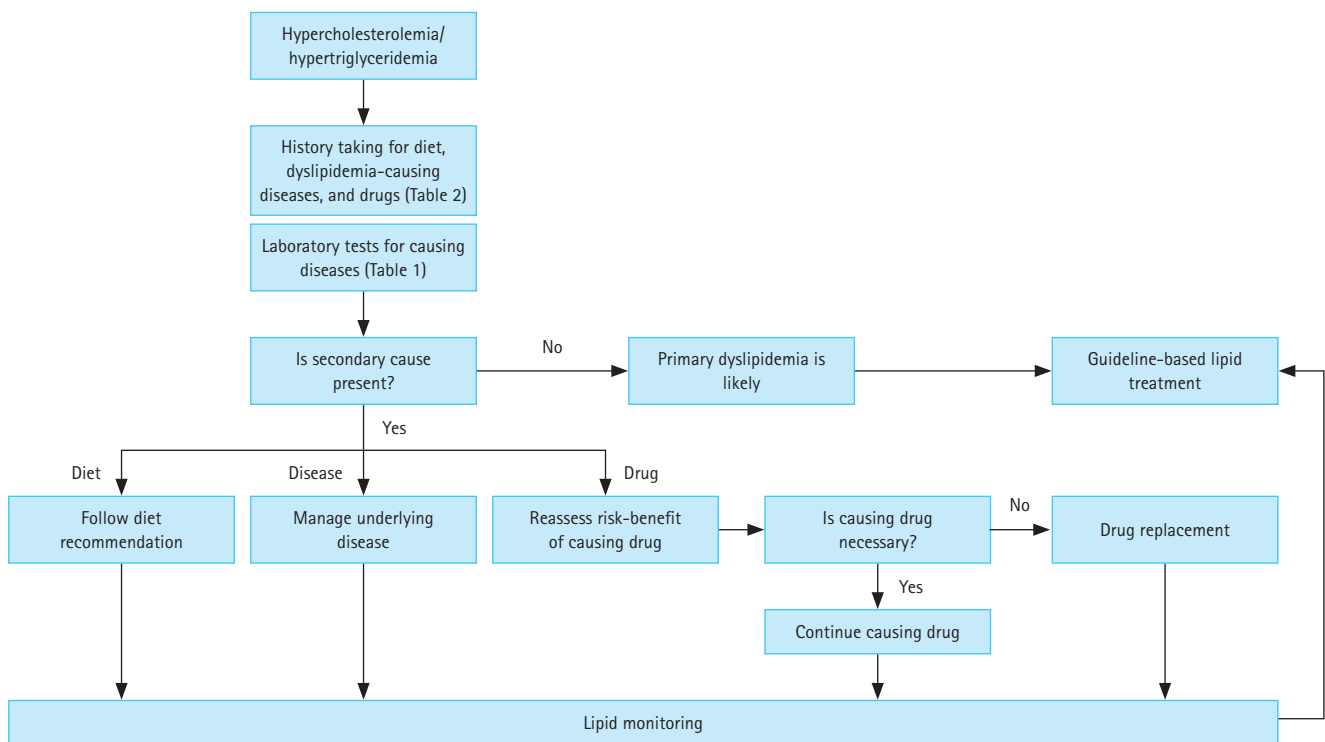 Hypercholesterolemia/
hypertriglyceridemia
History taking for diet,
dyslipidemia-causing
diseases, and drugs (Table 2)
Laboratory tests for causing
diseases (Table 1)
Is secondary cause
present?
No
Primary dyslipidemia is
likely
Guideline-based lipid
treatment
Yes
Diet
Disease
Drug
Follow diet
recommendation
Manage underlying
disease
Reassess risk-benefit
of causing drug
Is causing drug
necessary?
No
Drug replacement
Yes
Continue causing drug
Lipid monitoring